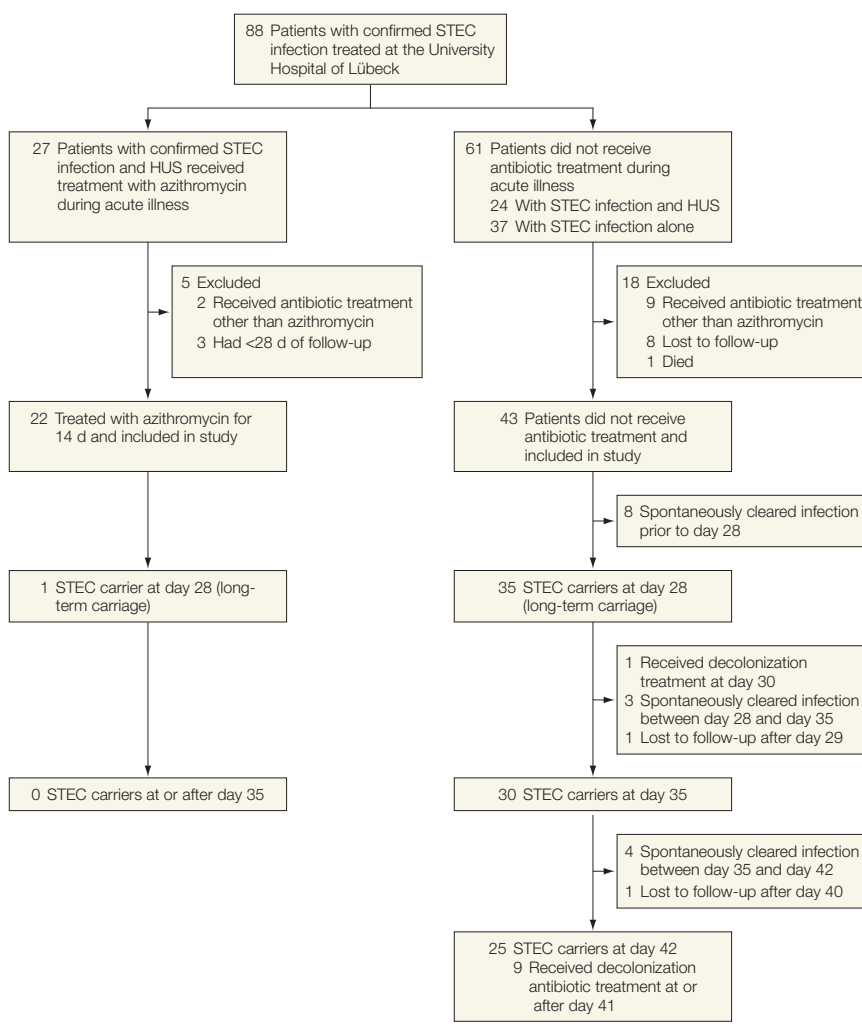 88 Patients with confirmed STEC
infection treated at the University
Hospital of Lübeck
27 Patients with confirmed STEC
infection and HUS received
treatment with azithromycin
during acute illness
61 Patients did not receive
antibiotic treatment during
acute illness
24 With STEC infection and HUS
37 With STEC infection alone
5 Excluded
2 Received antibiotic treatment
other than azithromycin
3 Had <28 d of follow-up
18 Excluded
9 Received antibiotic treatment
other than azithromycin
8 Lost to follow-up
1 Died
22 Treated with azithromycin for
14 d and included in study
43 Patients did not receive
antibiotic treatment and
included in study
8 Spontaneously cleared infection
prior to day 28
1 STEC carrier at day 28 (long-
term carriage)
35 STEC carriers at day 28
(long-term carriage)
1 Received decolonization
treatment at day 30
3 Spontaneously cleared infection
between day 28 and day 35
1 Lost to follow-up after day 29
0 STEC carriers at or after day 35
30 STEC carriers at day 35
4 Spontaneously cleared infection
between day 35 and day 42
1 Lost to follow-up after day 40
25 STEC carriers at day 42
9 Received decolonization
antibiotic treatment at or
after day 41